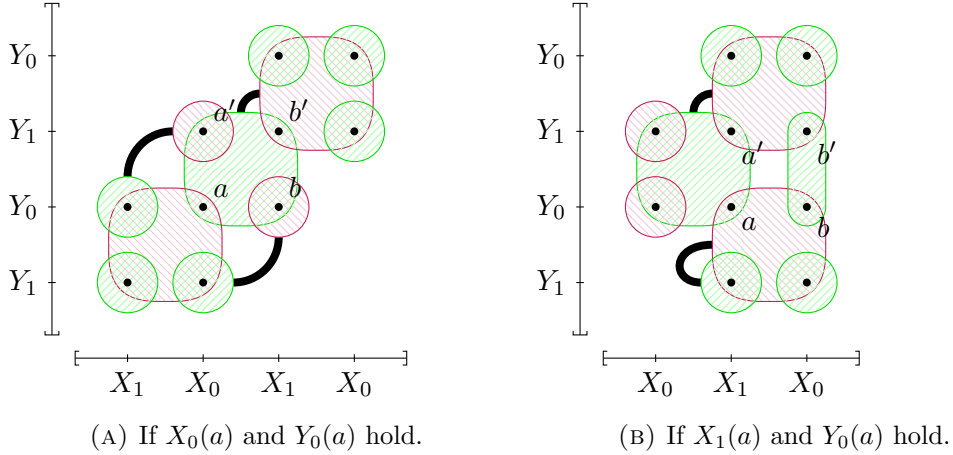 Y₀ Y₀
Y₁ a′ b′ Y₁ a′ b′
Y₀ a b Y₀ a b
Y₁ Y₁
X₁ X₀ X₁ X₀ X₀ X₁ X₀
(A) If X₀(a) and Y₀(a) hold. (B) If X₁(a) and Y₀(a) hold.